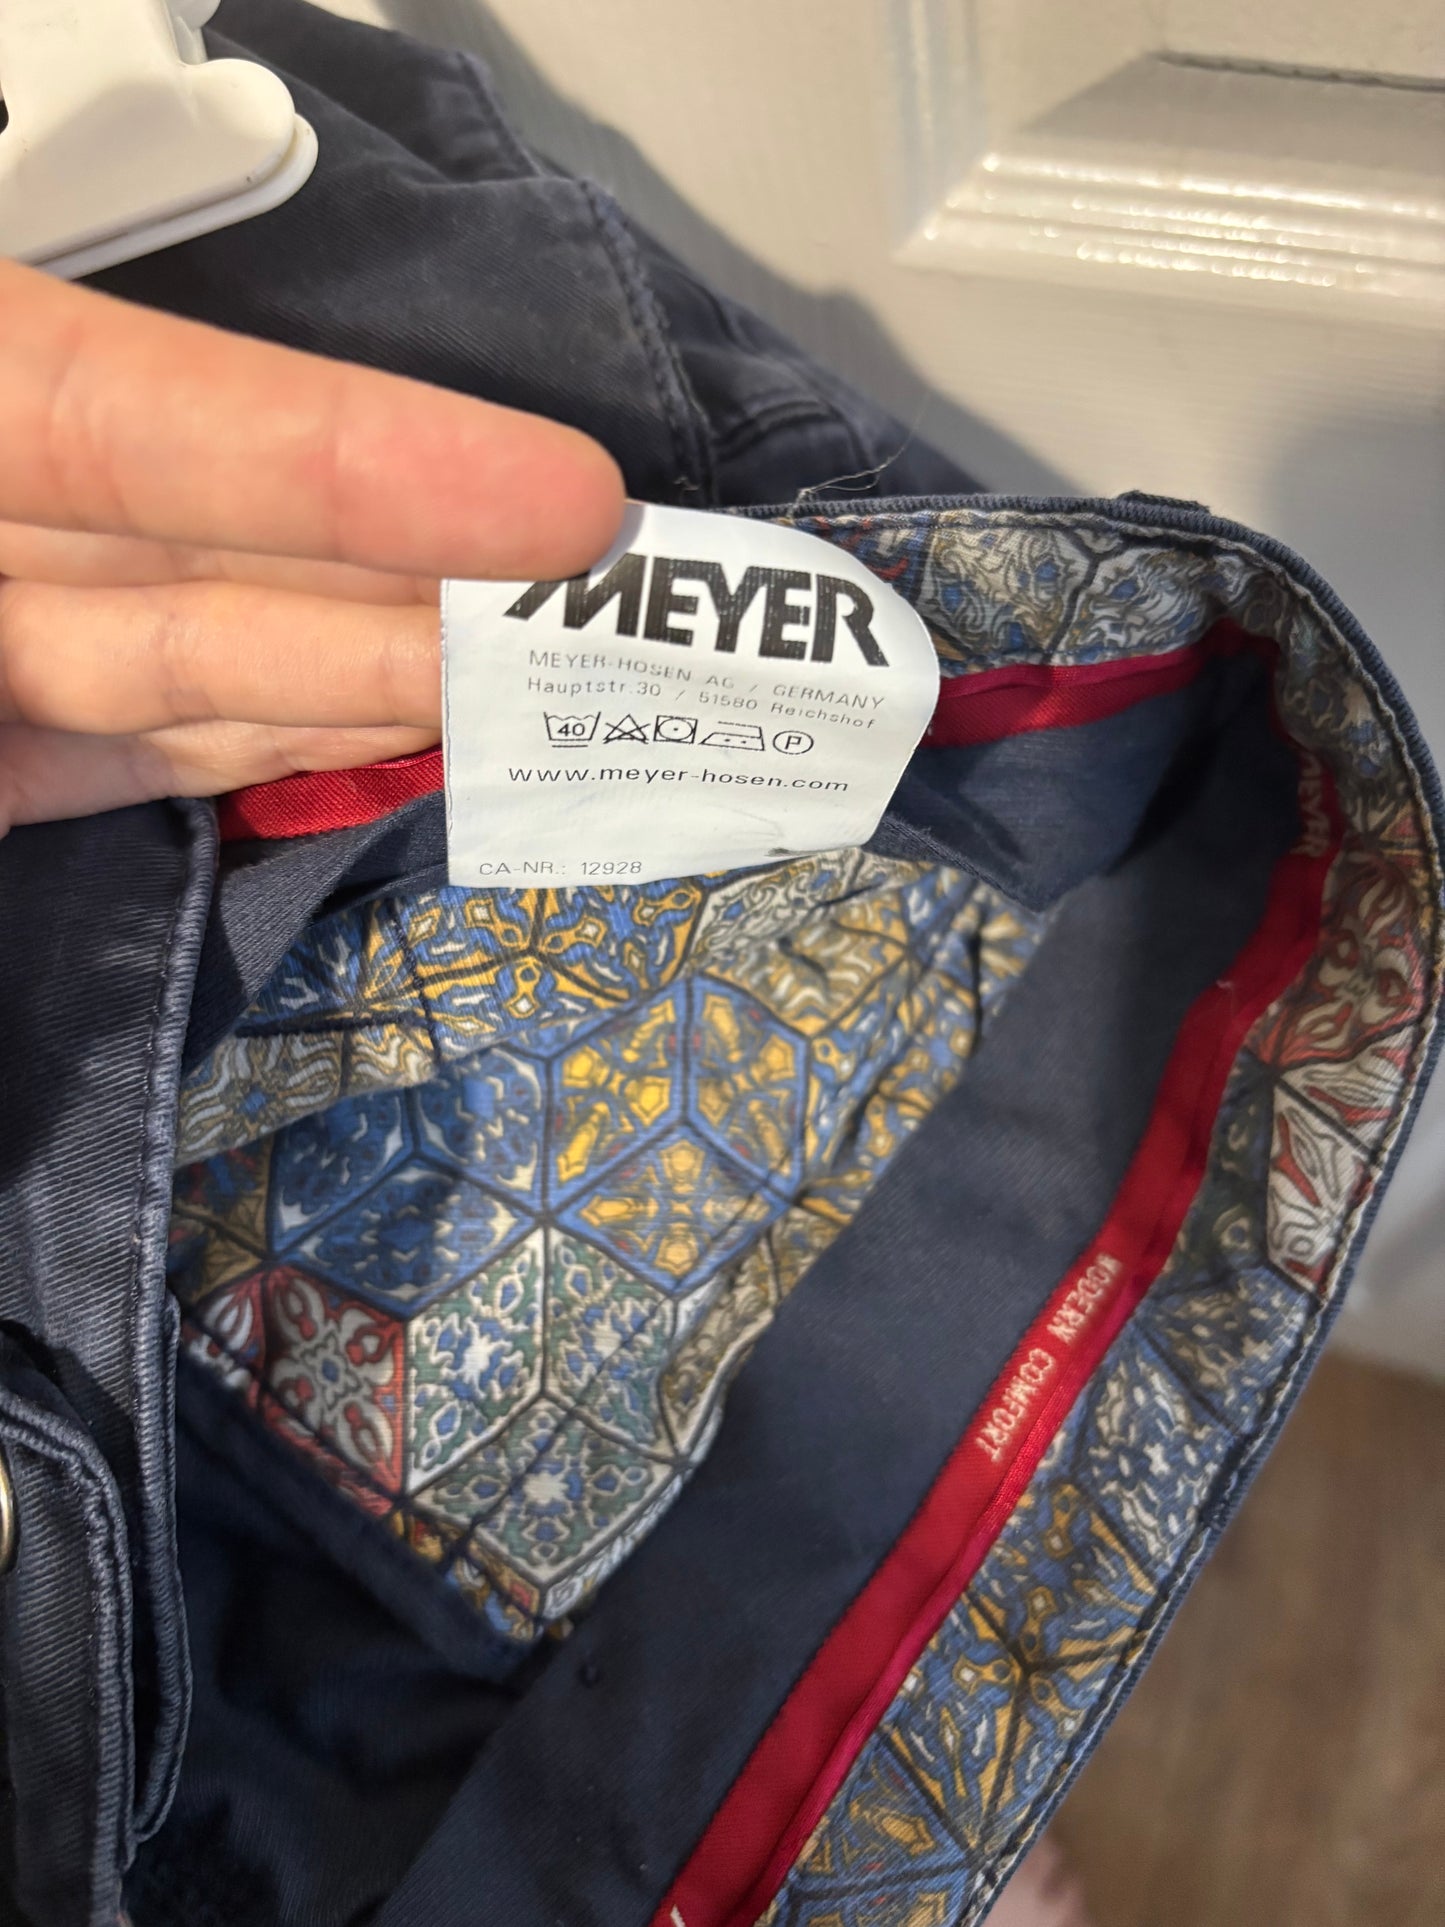 MEYER
MEYER-HOSEN AG / GERMANY
Hauptstr.30 / 51580 Reichshof
40 P
www.meyer-hosen.com
CA-NR.: 12928
MEYER
MODERN COMFORT